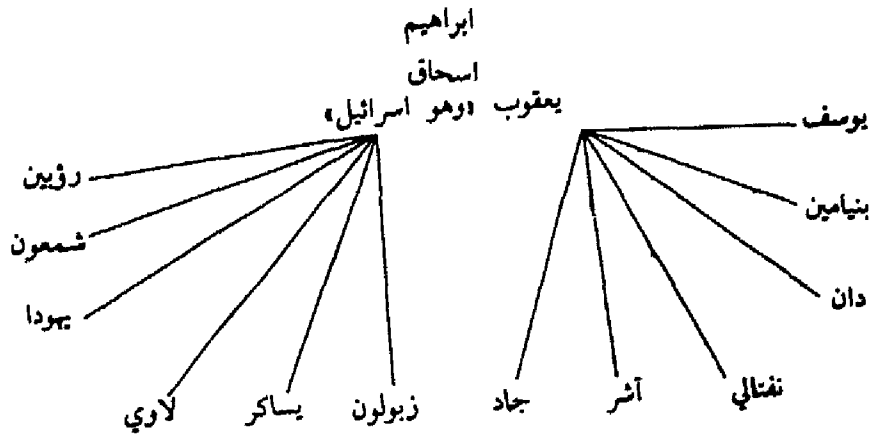 ابراهيم
اسحاق
يعقوب «وهو اسرائيل»
يوسف
بنيامين
دان
نفتالي
آشر
جاد
زبولون
يساكر
لاوي
يهودا
شمعون
رؤبين